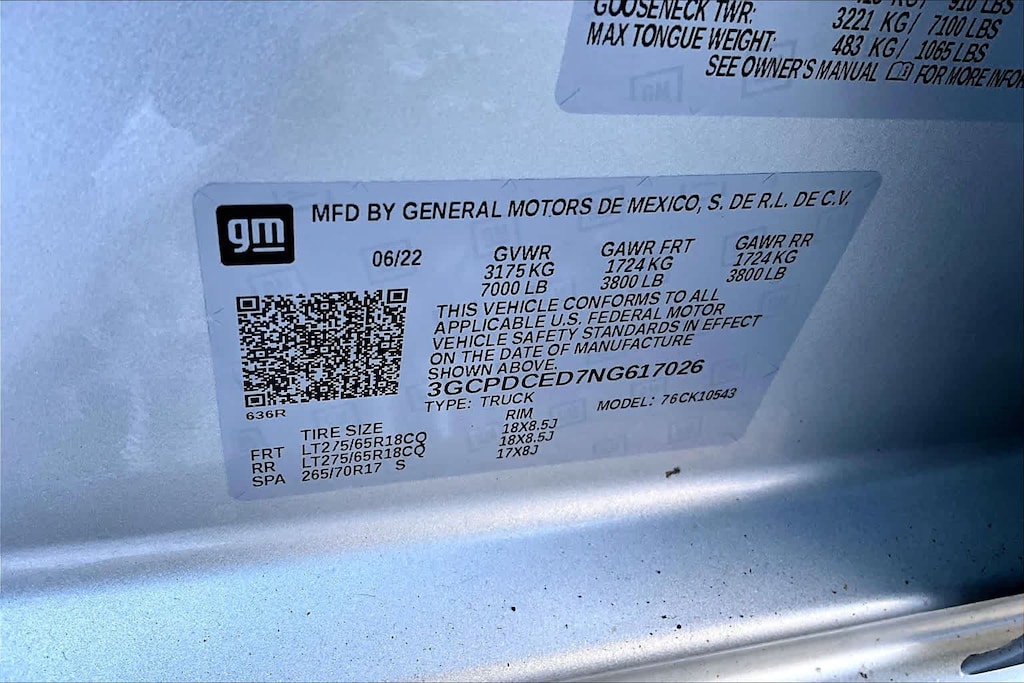 910 LBS
GOOSENECK TWR: 3221 KG/ 7100 LBS
MAX TONGUE WEIGHT: 483 KG/ 1065 LBS
SEE OWNER'S MANUAL FOR MORE INFOR
gm
MFD BY GENERAL MOTORS DE MEXICO, S. DE R.L. DE C.V.
06/22 GVWR GAWR FRT GAWR RR
3175 KG 1724 KG 1724 KG
7000 LB 3800 LB 3800 LB
THIS VEHICLE CONFORMS TO ALL
APPLICABLE U.S. FEDERAL MOTOR
VEHICLE SAFETY STANDARDS IN EFFECT
ON THE DATE OF MANUFACTURE
SHOWN ABOVE.
3GCPDCED7NG617026
636R
TYPE: TRUCK MODEL: 76CK10543
TIRE SIZE RIM
FRT LT275/65R18CQ 18X8.5J
RR LT275/65R18CQ 18X8.5J
SPA 265/70R17 S 17X8J